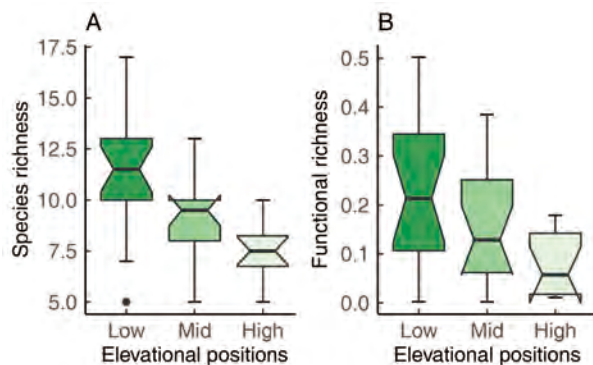 A
Species richness
17.5
15.0
12.5
10.0
7.5
5.0
Low Mid High
Elevational positions
B
Functional richness
0.5
0.4
0.3
0.2
0.1
0.0
Low Mid High
Elevational positions